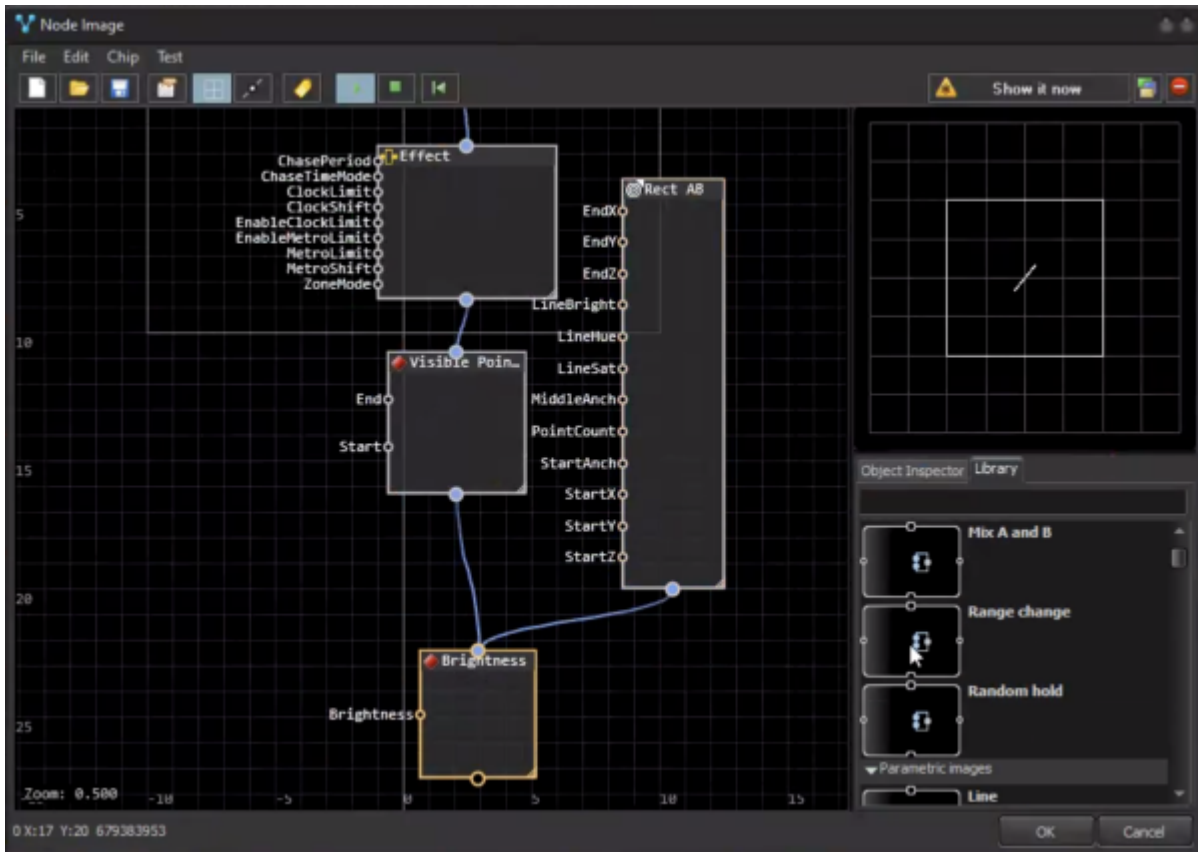 Node Image
File Edit Chip Test
Show it now
Effect
ChasePeriod
ChaseTimeMode
ClockLimit
ClockShift
EnableClockLimit
EnableMetroLimit
MetroLimit
MetroShift
ZoneMode
Rect AB
EndX
EndY
EndZ
LineBright
LineHue
LineSat
MiddleAnch
PointCount
StartAnch
StartX
StartY
StartZ
Visible Poin…
End
Start
Brightness
Brightness
5
10
15
20
25
Zoom: 0.500
-10 -5 0 5 10 15
0 X:17 Y:20 679383953
Object Inspector Library
Mix A and B
Range change
Random hold
Parametric images
Line
OK Cancel